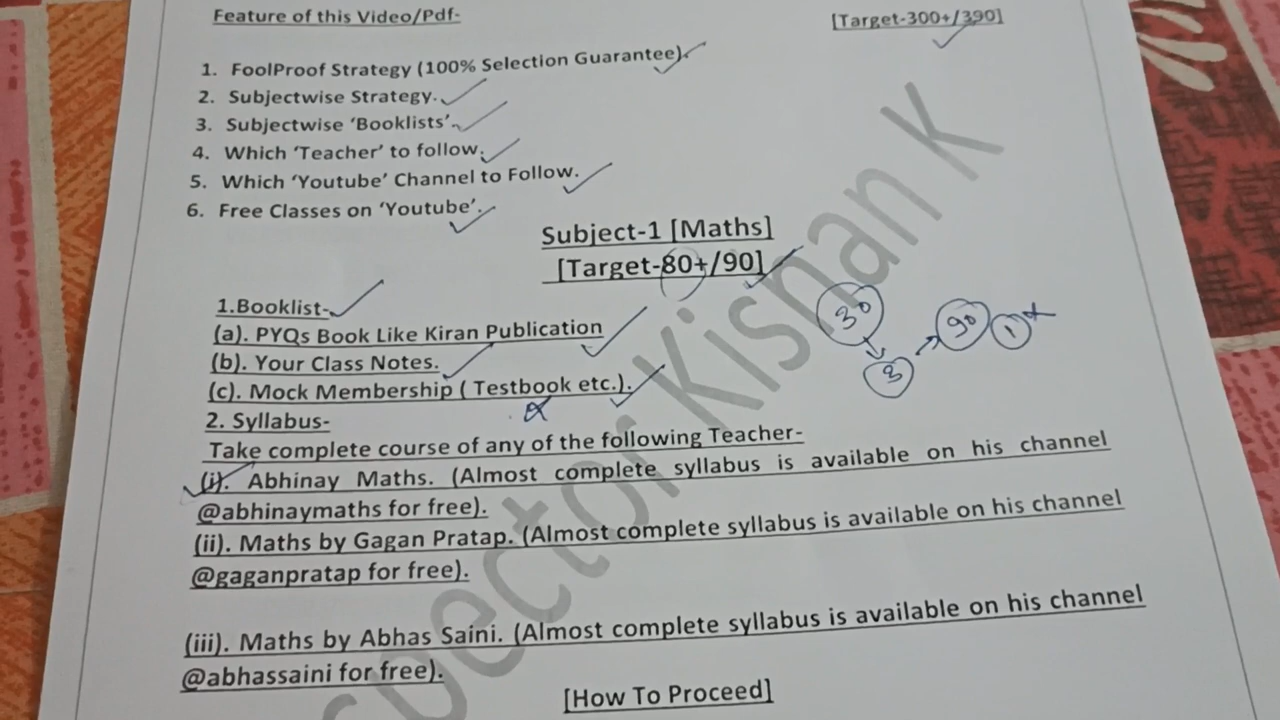 Feature of this Video/Pdf-
[Target-300+/390]
1. FoolProof Strategy (100% Selection Guarantee).
2. Subjectwise Strategy.
3. Subjectwise ‘Booklists’.
4. Which ‘Teacher’ to follow.
5. Which ‘Youtube’ Channel to Follow.
6. Free Classes on ‘Youtube’.
Subject-1 [Maths]
[Target-80+/90]
1.Booklist-
(a). PYQs Book Like Kiran Publication
(b). Your Class Notes.
(c). Mock Membership ( Testbook etc.).
30
3
90
1
2. Syllabus-
Take complete course of any of the following Teacher-
(i). Abhinay Maths. (Almost complete syllabus is available on his channel
@abhinaymaths for free).
(ii). Maths by Gagan Pratap. (Almost complete syllabus is available on his channel
@gaganpratap for free).
(iii). Maths by Abhas Saini. (Almost complete syllabus is available on his channel
@abhassaini for free).
[How To Proceed]
spector Kishan K